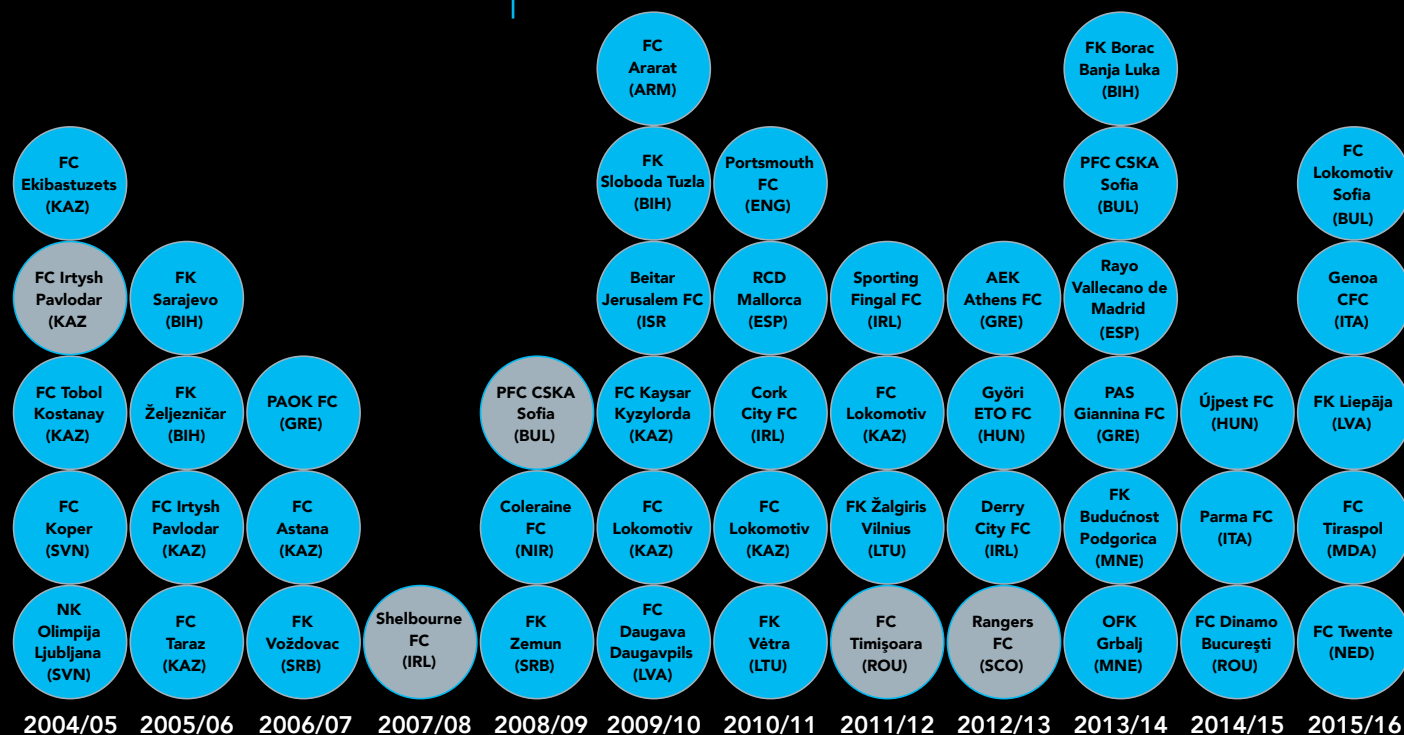 FC
Ararat
(ARM)
FK Borac
Banja Luka
(BIH)
FC
Ekibastuzets
(KAZ)
FK
Sloboda Tuzla
(BIH)
Portsmouth
FC
(ENG)
PFC CSKA
Sofia
(BUL)
FC
Lokomotiv
Sofia
(BUL)
FC Irtysh
Pavlodar
(KAZ
FK
Sarajevo
(BIH)
Beitar
Jerusalem FC
(ISR
RCD
Mallorca
(ESP)
Sporting
Fingal FC
(IRL)
AEK
Athens FC
(GRE)
Rayo
Vallecano de
Madrid
(ESP)
Genoa
CFC
(ITA)
FC Tobol
Kostanay
(KAZ)
FK
Željezničar
(BIH)
PAOK FC
(GRE)
PFC CSKA
Sofia
(BUL)
FC Kaysar
Kyzylorda
(KAZ)
Cork
City FC
(IRL)
FC
Lokomotiv
(KAZ)
Györi
ETO FC
(HUN)
PAS
Giannina FC
(GRE)
Újpest FC
(HUN)
FK Liepāja
(LVA)
FC
Koper
(SVN)
FC Irtysh
Pavlodar
(KAZ)
FC
Astana
(KAZ)
Coleraine
FC
(NIR)
FC
Lokomotiv
(KAZ)
FC
Lokomotiv
(KAZ)
FK Žalgiris
Vilnius
(LTU)
Derry
City FC
(IRL)
FK
Budućnost
Podgorica
(MNE)
Parma FC
(ITA)
FC
Tiraspol
(MDA)
NK
Olimpija
Ljubljana
(SVN)
FC
Taraz
(KAZ)
FK
Voždovac
(SRB)
Shelbourne
FC
(IRL)
FK
Zemun
(SRB)
FC
Daugava
Daugavpils
(LVA)
FK
Vėtra
(LTU)
FC
Timişoara
(ROU)
Rangers
FC
(SCO)
OFK
Grbalj
(MNE)
FC Dinamo
Bucureşti
(ROU)
FC Twente
(NED)
2004/05 2005/06 2006/07 2007/08 2008/09 2009/10 2010/11 2011/12 2012/13 2013/14 2014/15 2015/16